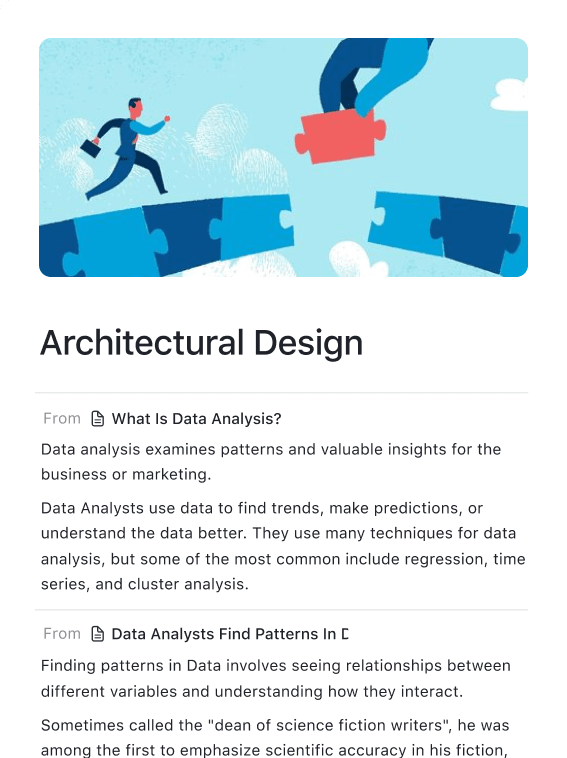 Architectural Design
From What Is Data Analysis?
Data analysis examines patterns and valuable insights for the
business or marketing.
Data Analysts use data to find trends, make predictions, or
understand the data better. They use many techniques for data
analysis, but some of the most common include regression, time
series, and cluster analysis.
From Data Analysts Find Patterns In
Finding patterns in Data involves seeing relationships between
different variables and understanding how they interact.
Sometimes called the "dean of science fiction writers", he was
among the first to emphasize scientific accuracy in his fiction,